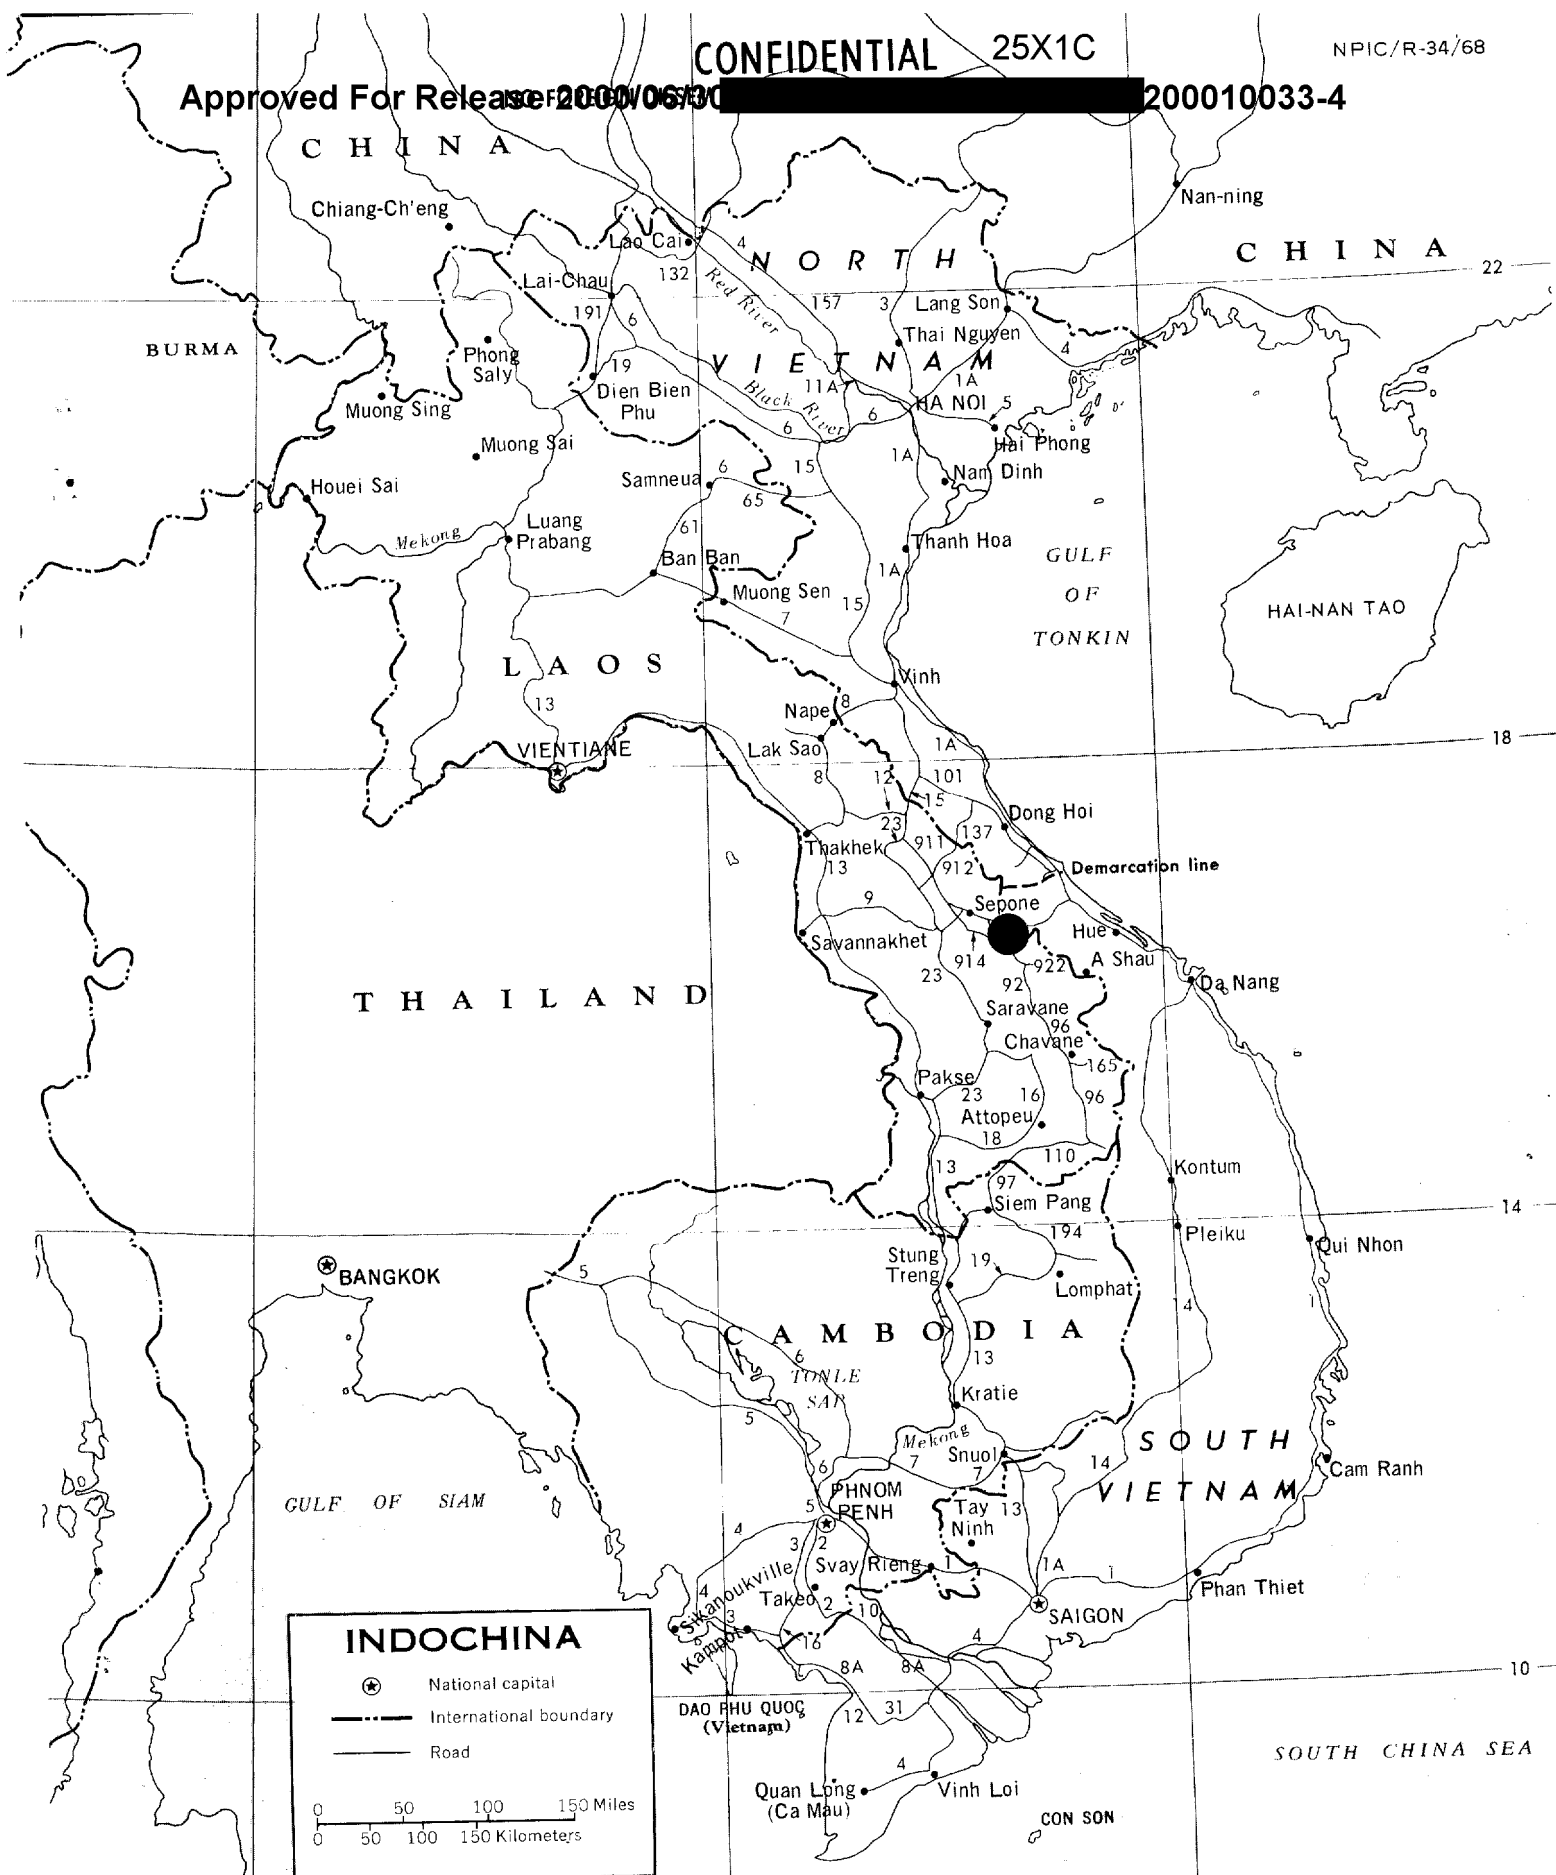 CONFIDENTIAL 25X1C NPIC/R-34/68
Approved For Release 2000/06/30 200010033-4
CHINA
Nan-ning
Chiang-Ch'eng
Lao Cai
4
NORTH
CHINA
22
132
Red River
Lai-Chau
157
3
Lang Son
191
6
Thai Nguyen
4
BURMA
Phong
Saly
19
VIETNAM
11A
1A
Dien Bien
Phu
Black River
6
HA NOI
5
Muong Sing
6
Hai Phong
Muong Sai
15
1A
Nam Dinh
Houei Sai
Samneua
6
65
Mekong
Luang
Prabang
61
Thanh Hoa
GULF
OF
TONKIN
Ban Ban
1A
Muong Sen
15
7
HAI-NAN TAO
LAOS
Vinh
13
Nape
8
VIENTIANE
Lak Sao
1A
18
8
12
101
15
Dong Hoi
23
137
Thakhek
911
13
912
Demarcation line
9
Sepone
Savannakhet
Hue
914
922
A Shau
23
92
Da Nang
THAILAND
Saravane
96
Chavane
165
Pakse
23
16
96
Attopeu
18
110
13
Kontum
97
Siem Pang
14
194
Pleiku
Stung
Treng
Qui Nhon
19
BANGKOK
5
Lomphat
14
1
CAMBODIA
6
13
TONLE
SAP
Kratie
5
Mekong
SOUTH
VIETNAM
Snuol
7
7
14
Cam Ranh
6
GULF OF SIAM
PHNOM
PENH
5
Tay
Ninh
13
4
3
2
Svay Rieng
1
1A
1
Phan Thiet
Sikanoukville
4
Takeo
2
10
SAIGON
3
Kampot
16
4
8A
8A
10
DAO PHU QUOC
(Vietnam)
12
31
SOUTH CHINA SEA
4
Quan Long
(Ca Mau)
Vinh Loi
CON SON
INDOCHINA
National capital
International boundary
Road
0 50 100 150 Miles
0 50 100 150 Kilometers